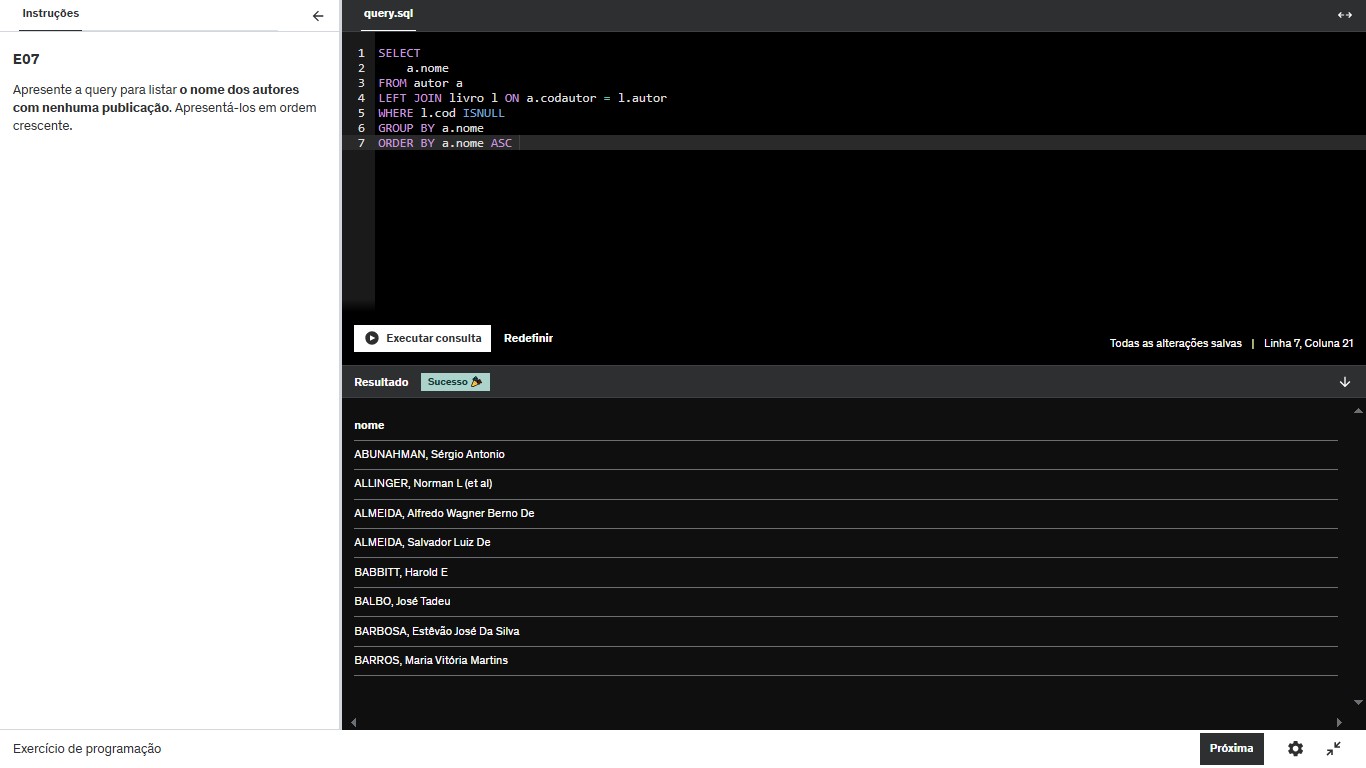 Instruções
E07
Apresente a query para listar o nome dos autores
com nenhuma publicação. Apresentá-los em ordem
crescente.
query.sql
1 SELECT
2     a.nome
3 FROM autor a
4 LEFT JOIN livro l ON a.codautor = l.autor
5 WHERE l.cod ISNULL
6 GROUP BY a.nome
7 ORDER BY a.nome ASC
Executar consulta
Redefinir
Todas as alterações salvas | Linha 7, Coluna 21
Resultado
Sucesso
nome
ABUNAHMAN, Sérgio Antonio
ALLINGER, Norman L (et al)
ALMEIDA, Alfredo Wagner Berno De
ALMEIDA, Salvador Luiz De
BABBITT, Harold E
BALBO, José Tadeu
BARBOSA, Estêvão José Da Silva
BARROS, Maria Vitória Martins
Exercício de programação
Próxima